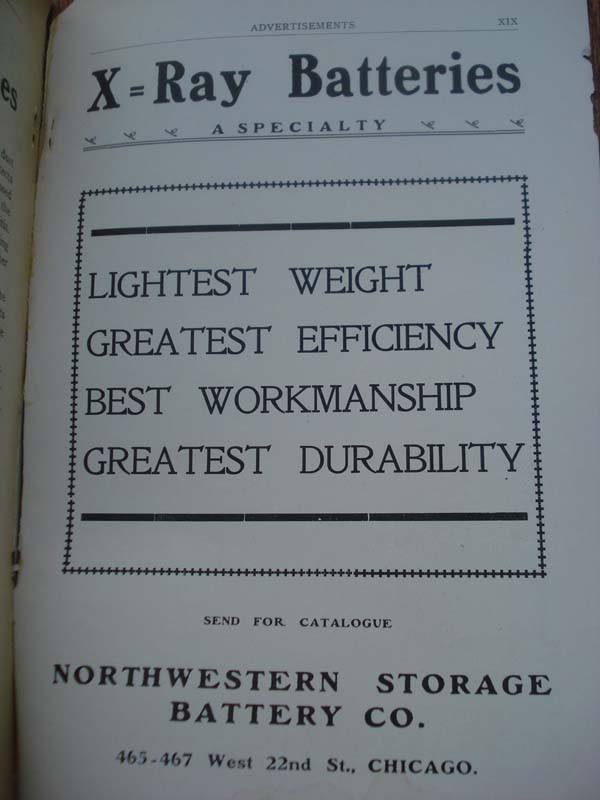 ADVERTISEMENTS
XIX
X=Ray Batteries
A SPECIALTY
LIGHTEST WEIGHT
GREATEST EFFICIENCY
BEST WORKMANSHIP
GREATEST DURABILITY
SEND FOR CATALOGUE
NORTHWESTERN STORAGE
BATTERY CO.
465-467 West 22nd St., CHICAGO.